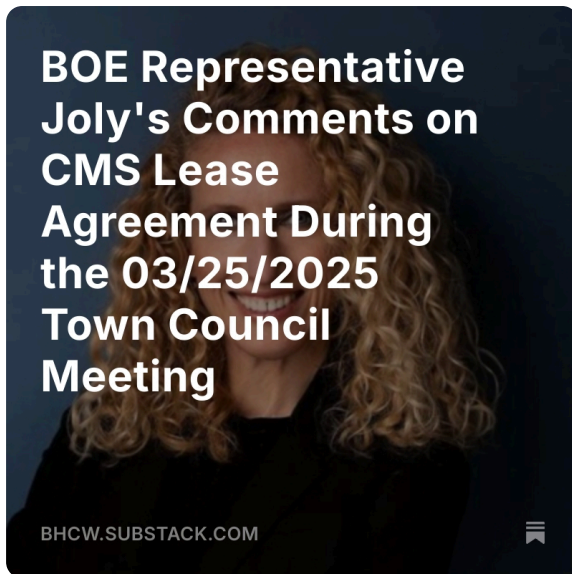 BOE Representative
Joly's Comments on
CMS Lease
Agreement During
the 03/25/2025
Town Council
Meeting
BHCW.SUBSTACK.COM